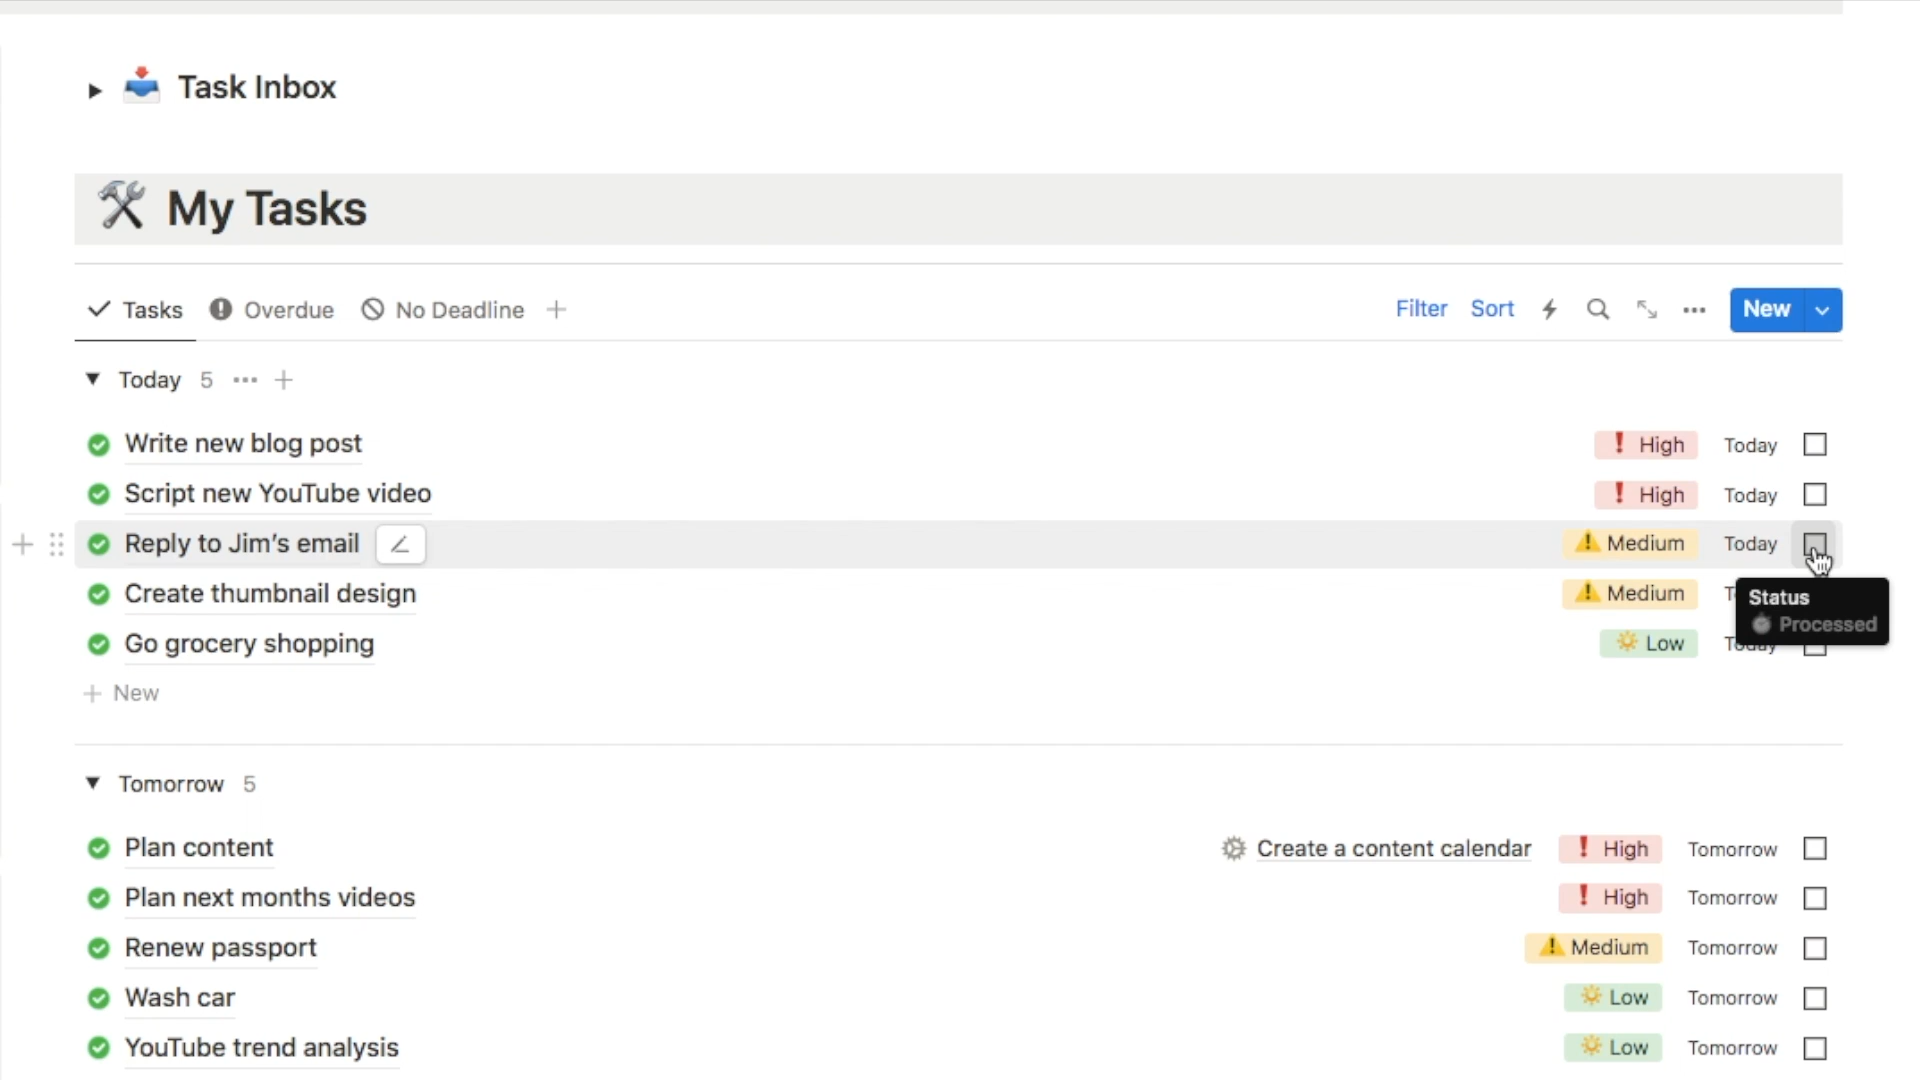 Task Inbox
My Tasks
Tasks Overdue No Deadline
Filter Sort New
Today 5
Write new blog post High Today
Script new YouTube video High Today
Reply to Jim's email Medium Today
Create thumbnail design Medium
Status
Processed
Go grocery shopping Low Today
New
Tomorrow 5
Plan content Create a content calendar High Tomorrow
Plan next months videos High Tomorrow
Renew passport Medium Tomorrow
Wash car Low Tomorrow
YouTube trend analysis Low Tomorrow